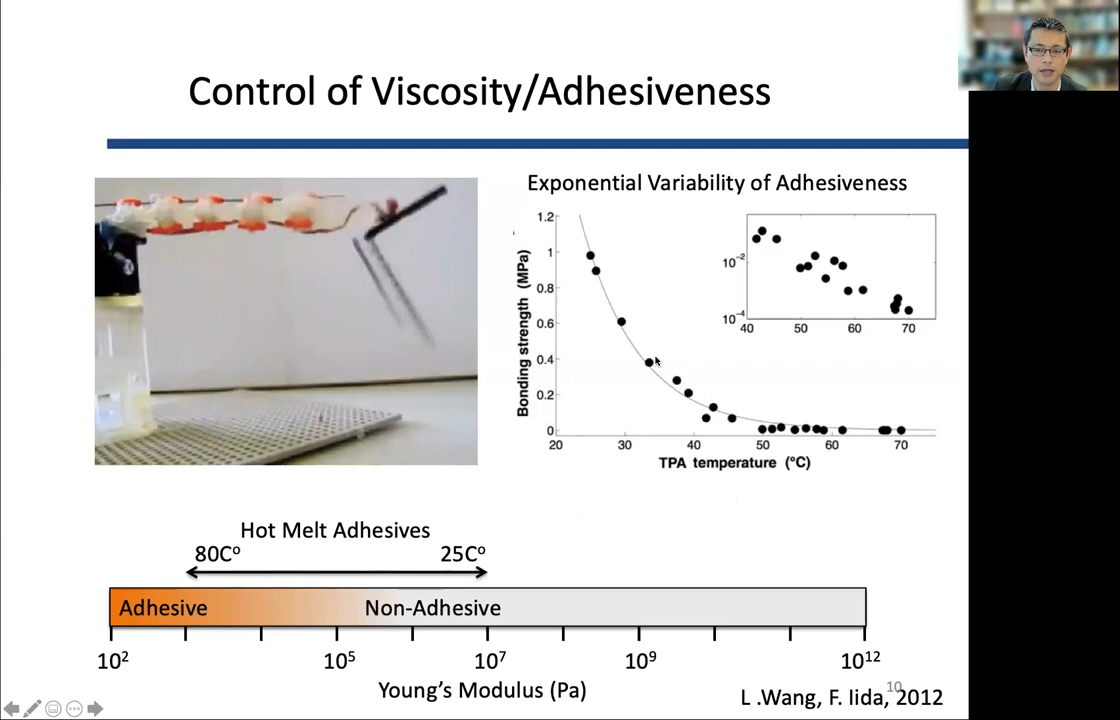 Control of Viscosity/Adhesiveness
Exponential Variability of Adhesiveness
1.2
1
0.8
0.6
0.4
0.2
0
Bonding strength (MPa)
20 30 40 50 60 70
TPA temperature (°C)
10⁻²
10⁻⁴
40 50 60 70
Hot Melt Adhesives
80Cᵒ 25Cᵒ
Adhesive Non-Adhesive
10² 10⁵ 10⁷ 10⁹ 10¹²
Young’s Modulus (Pa)
10
L .Wang, F. Iida, 2012